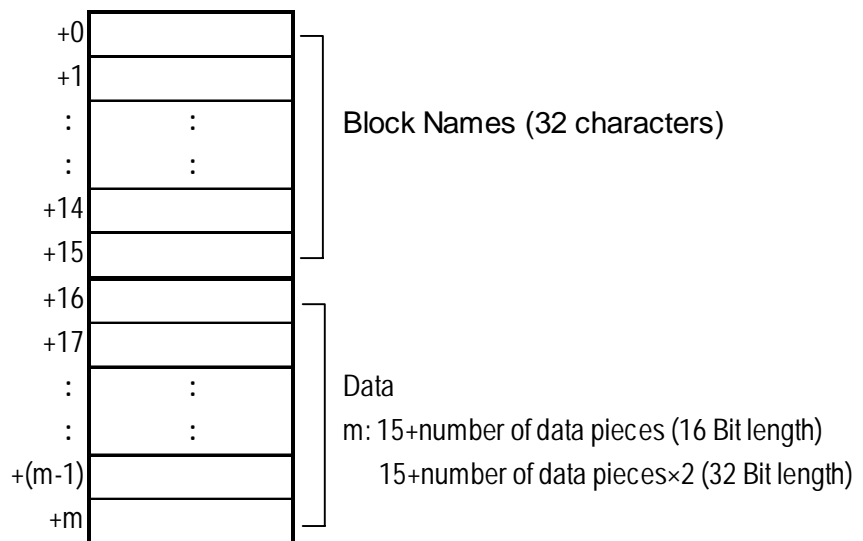 +0
+1
: :
Block Names (32 characters)
: :
+14
+15
+16
+17
: :
Data
: :
m: 15+number of data pieces (16 Bit length)
+(m-1)
15+number of data pieces×2 (32 Bit length)
+m